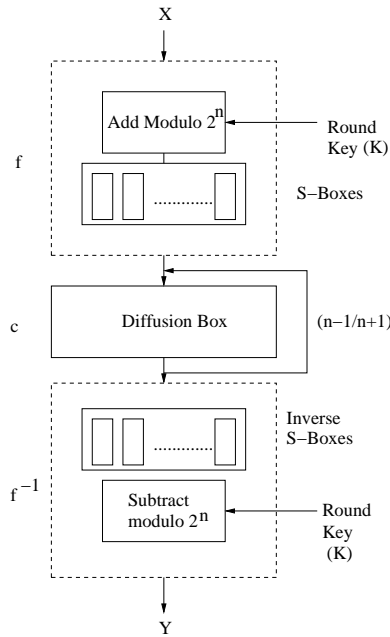 X
Add Modulo 2^n
Round
Key (K)
f
S-Boxes
............
c
Diffusion Box
(n-1/n+1)
Inverse
S-Boxes
............
f^-1
Subtract
modulo 2^n
Round
Key
(K)
Y